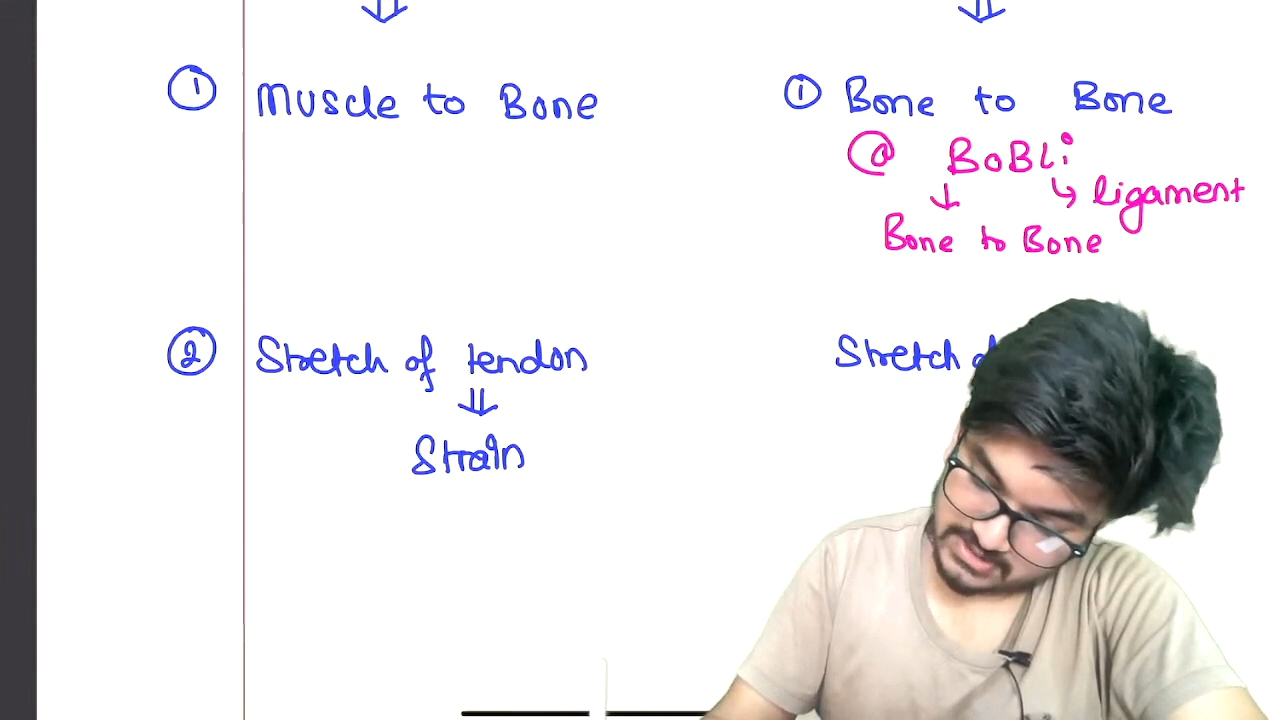 ① Muscle to Bone
① Bone to Bone
@ BoBLi
↓ ↳ ligament
Bone to Bone
② Stretch of tendon
⇓
Strain
Stretch